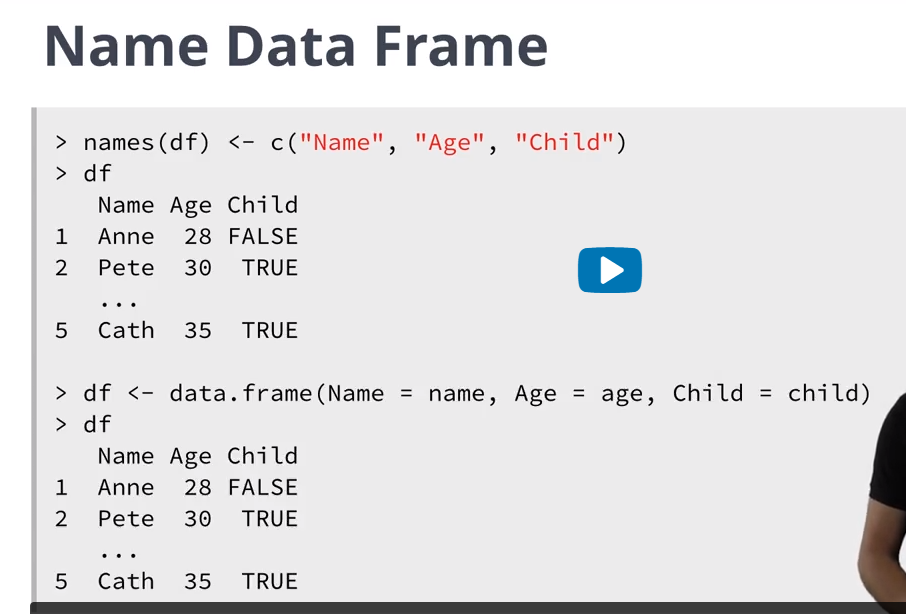 Name Data Frame
> names(df) <- c("Name", "Age", "Child")
> df
   Name Age Child
1  Anne  28 FALSE
2  Pete  30  TRUE
   ...
5  Cath  35  TRUE
> df <- data.frame(Name = name, Age = age, Child = child)
> df
   Name Age Child
1  Anne  28 FALSE
2  Pete  30  TRUE
   ...
5  Cath  35  TRUE